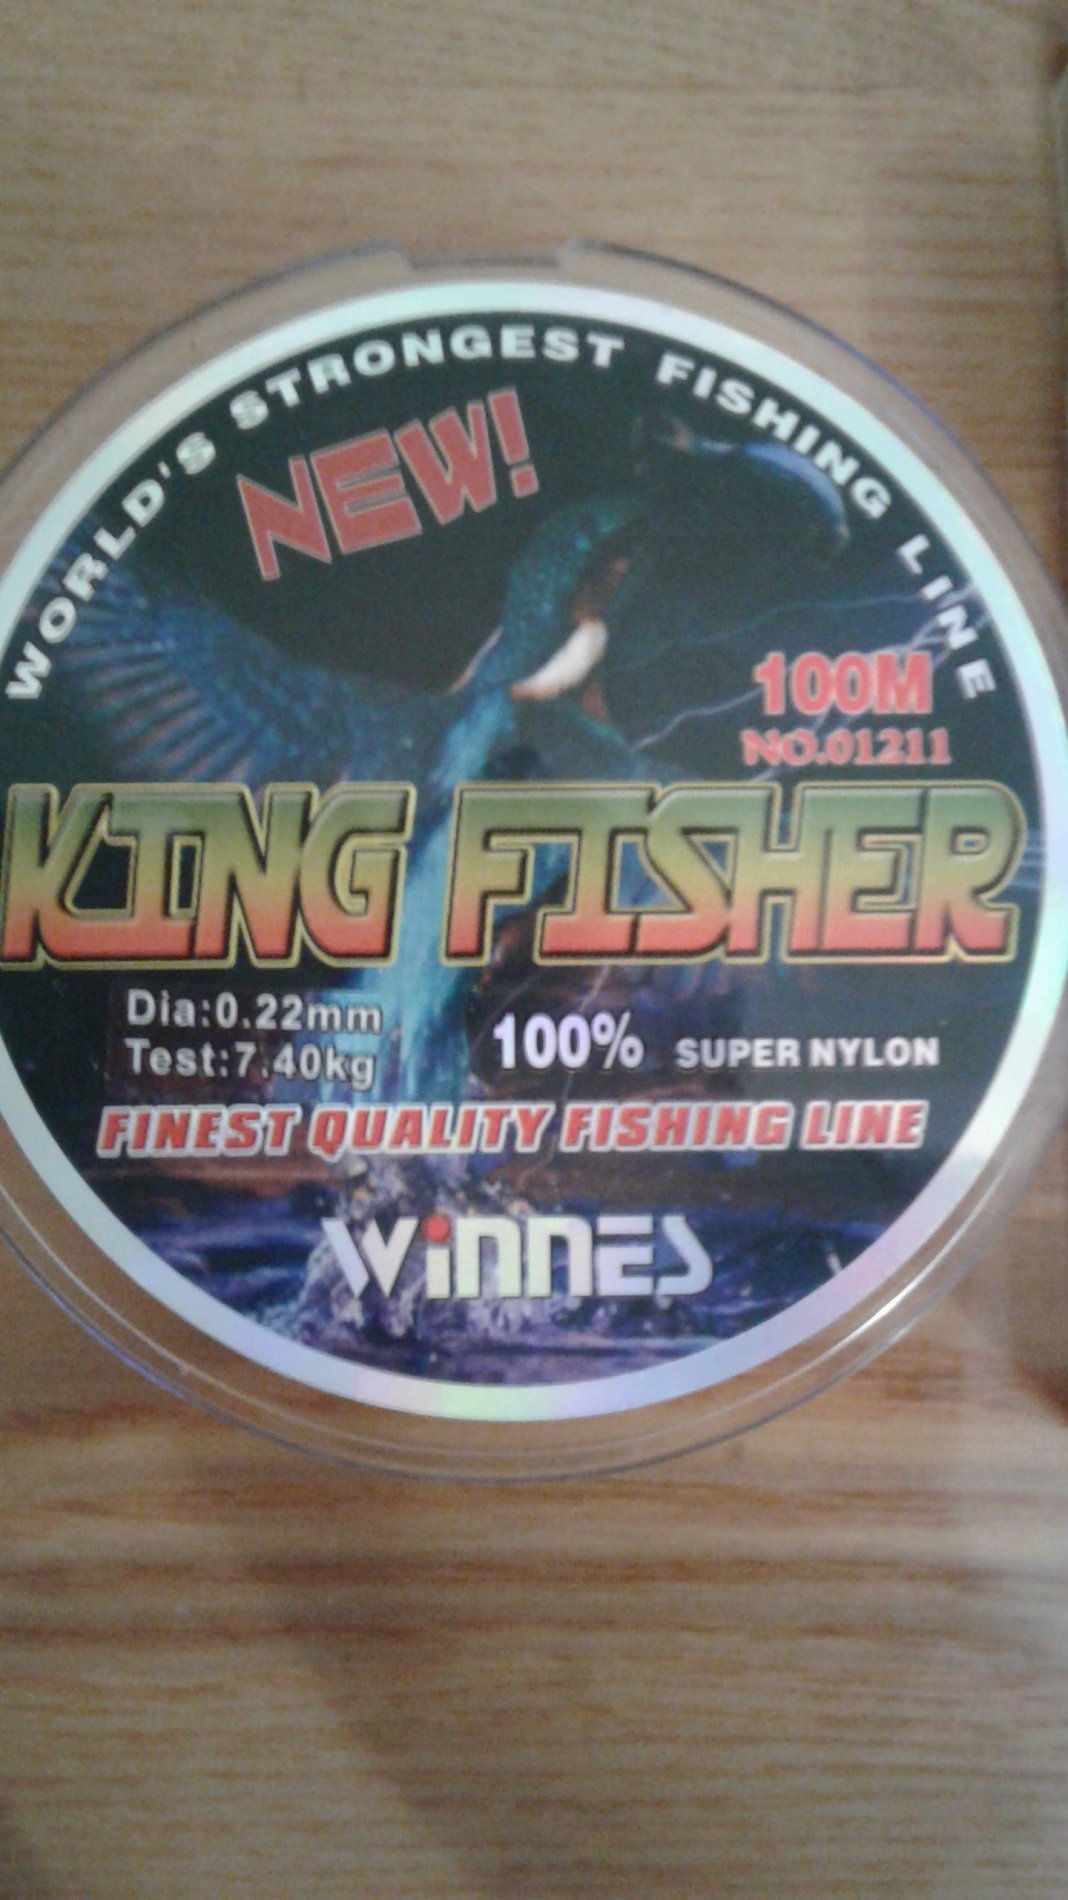 WORLD'S STRONGEST FISHING LINE
NEW!
100M
NO.01211
KING FISHER
Dia:0.22mm
Test:7.40kg
100% SUPER NYLON
FINEST QUALITY FISHING LINE
WiNNES